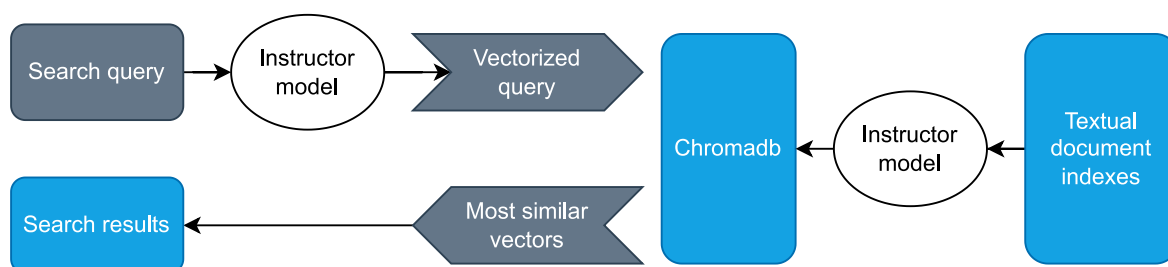 Search query
Instructor
model
Vectorized
query
Chromadb
Instructor
model
Textual
document
indexes
Search results
Most similar
vectors